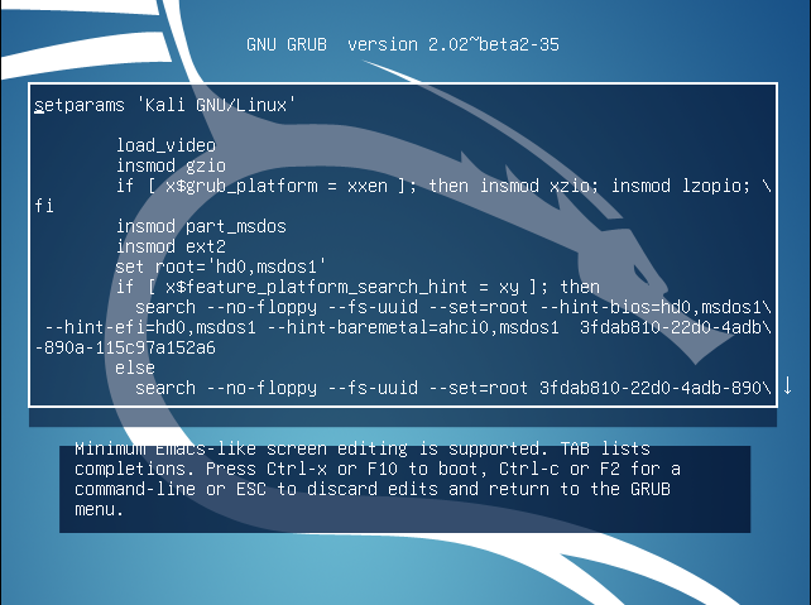 GNU GRUB  version 2.02~beta2-35
setparams 'Kali GNU/Linux'
load_video
insmod gzio
if [ x$grub_platform = xxen ]; then insmod xzio; insmod lzopio; \
fi
insmod part_msdos
insmod ext2
set root='hd0,msdos1'
if [ x$feature_platform_search_hint = xy ]; then
search --no-floppy --fs-uuid --set=root --hint-bios=hd0,msdos1\
--hint-efi=hd0,msdos1 --hint-baremetal=ahci0,msdos1  3fdab810-22d0-4adb\
-890a-115c97a152a6
else
search --no-floppy --fs-uuid --set=root 3fdab810-22d0-4adb-890\
Minimum Emacs-like screen editing is supported. TAB lists
completions. Press Ctrl-x or F10 to boot, Ctrl-c or F2 for a
command-line or ESC to discard edits and return to the GRUB
menu.